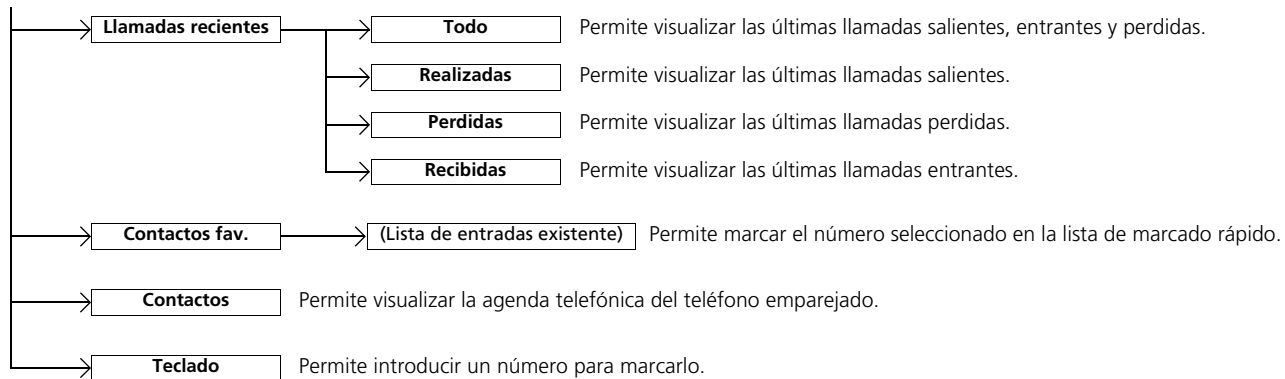 Llamadas recientes Todo Permite visualizar las últimas llamadas salientes, entrantes y perdidas.
Realizadas Permite visualizar las últimas llamadas salientes.
Perdidas Permite visualizar las últimas llamadas perdidas.
Recibidas Permite visualizar las últimas llamadas entrantes.
Contactos fav. (Lista de entradas existente) Permite marcar el número seleccionado en la lista de marcado rápido.
Contactos Permite visualizar la agenda telefónica del teléfono emparejado.
Teclado Permite introducir un número para marcarlo.